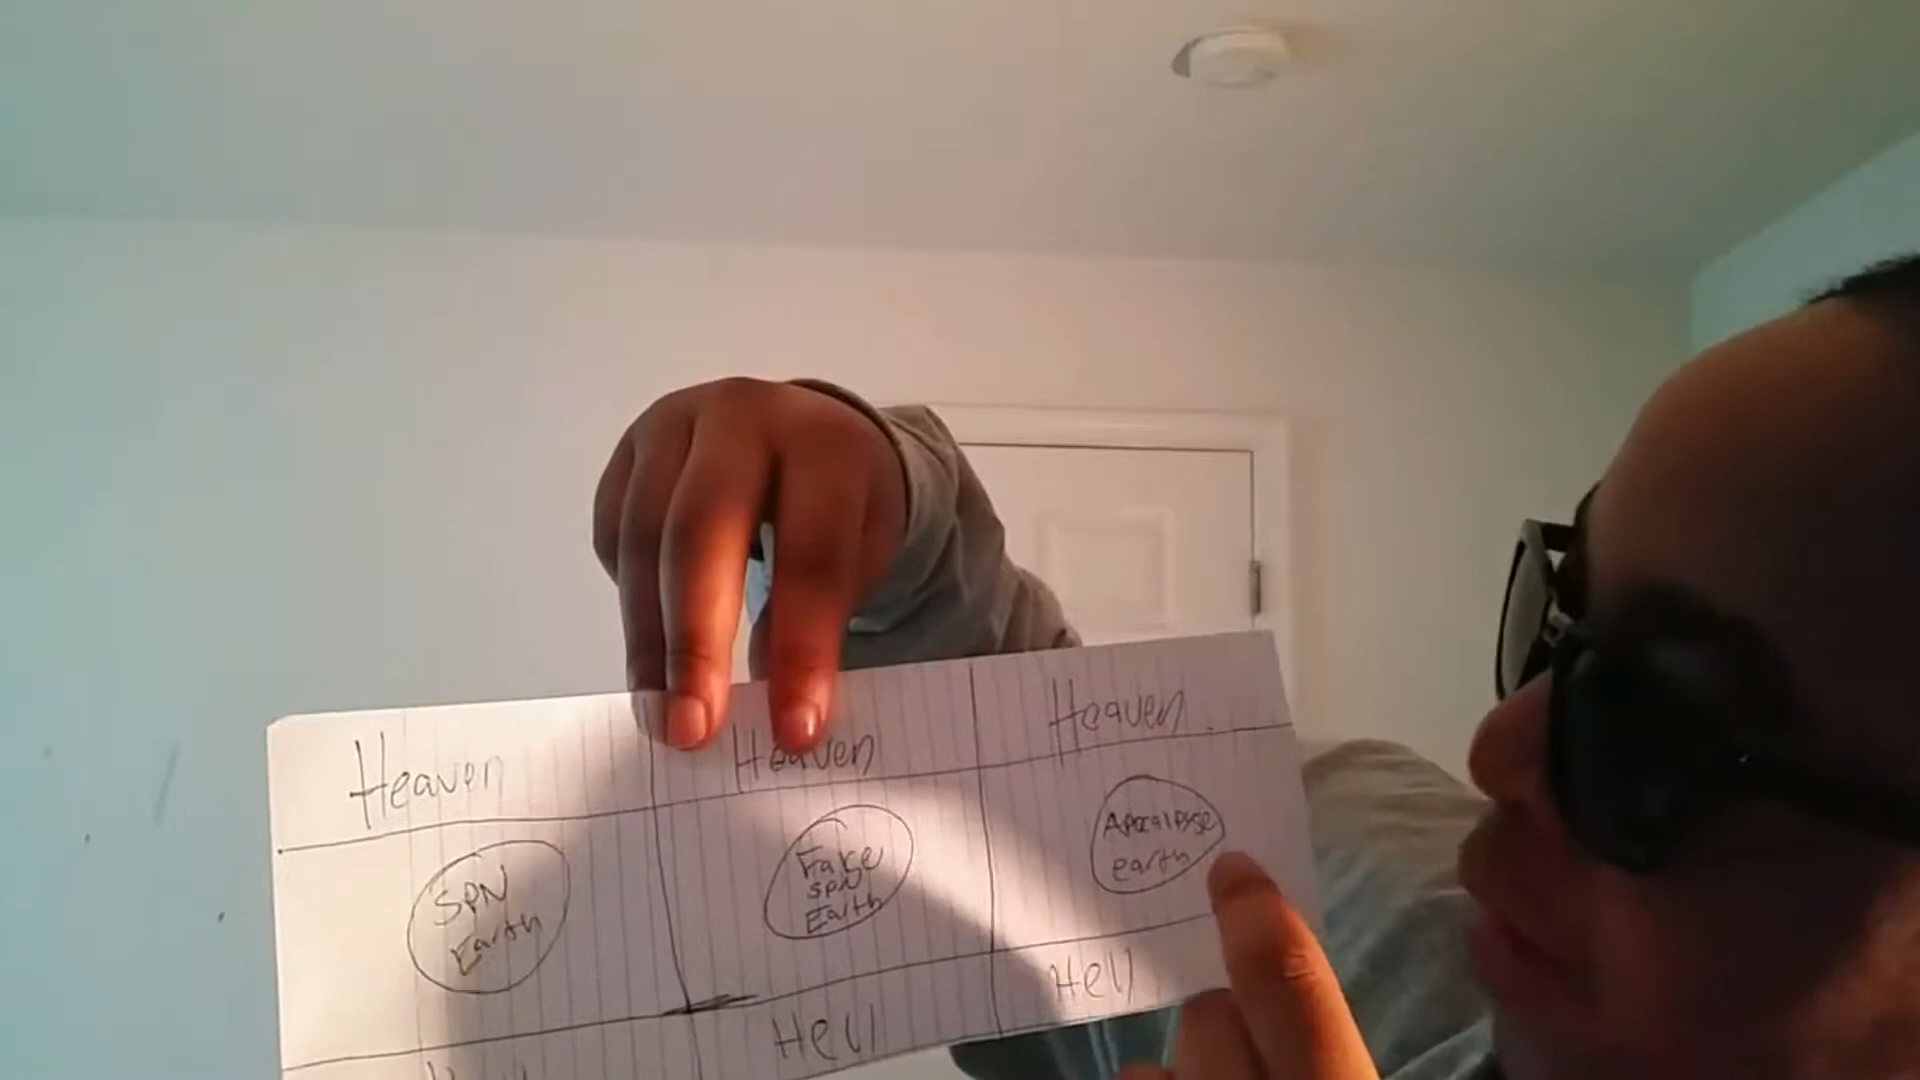 Heaven
Heaven
Heaven
SPN
Earth
Fake
SPN
Earth
Apocalypse
earth
Hell
Hell